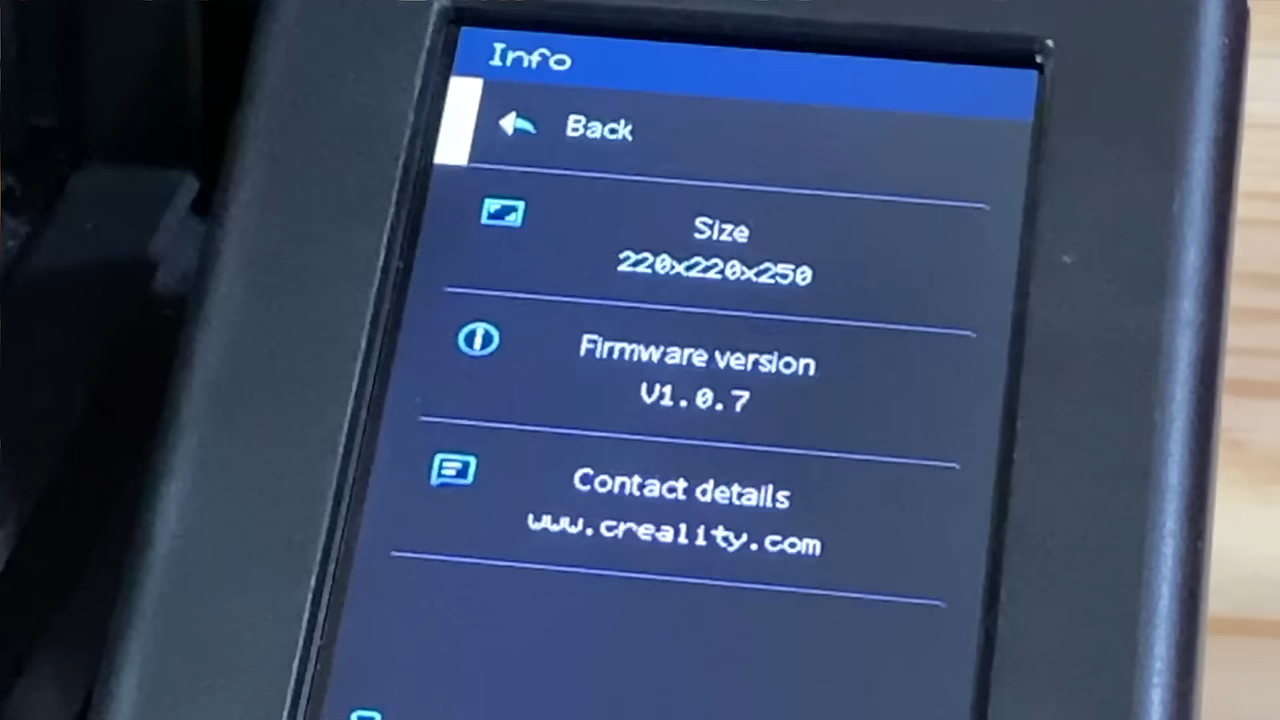 Info
Back
Size
220x220x250
Firmware version
V1.0.7
Contact details
www.creality.com